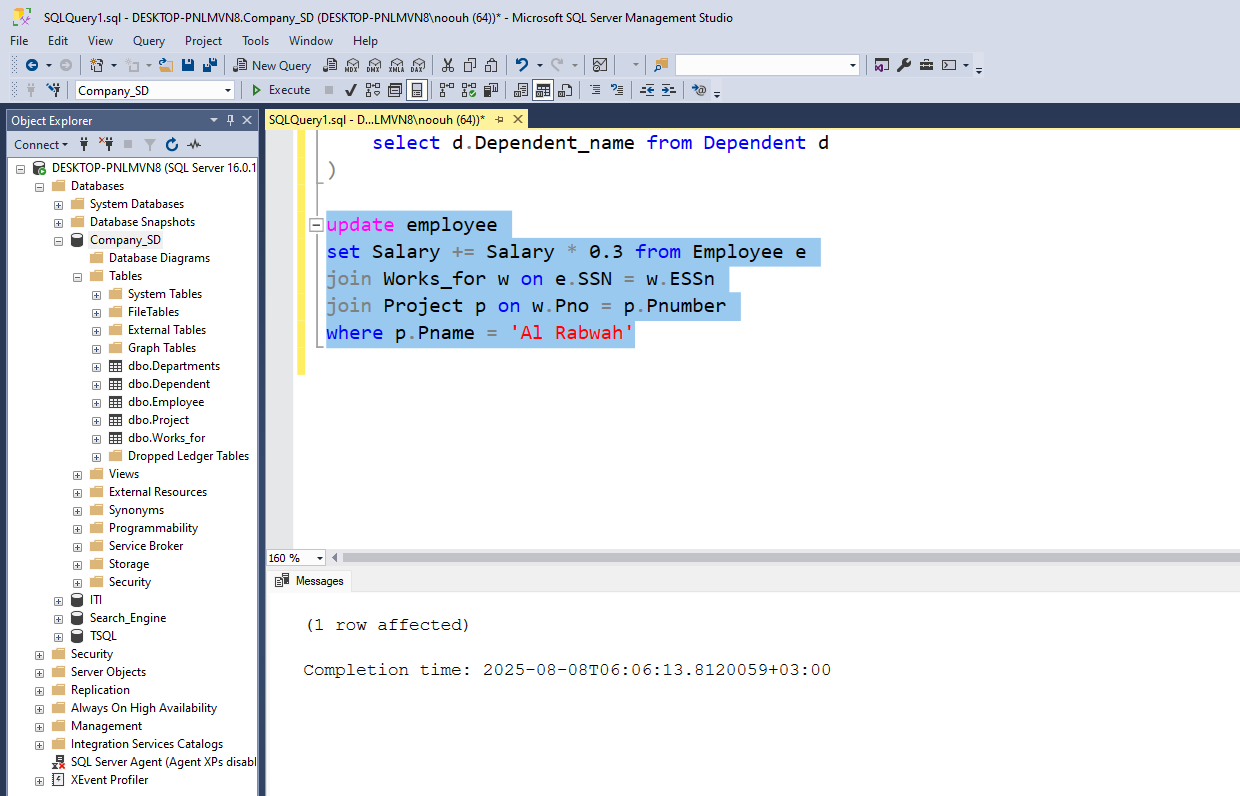 SQLQuery1.sql - DESKTOP-PNLMVN8.Company_SD (DESKTOP-PNLMVN8\noouh (64))* - Microsoft SQL Server Management Studio
File Edit View Query Project Tools Window Help
New Query MDX DMX XMLA DAX
Company_SD Execute
Object Explorer
Connect
DESKTOP-PNLMVN8 (SQL Server 16.0.1
Databases
System Databases
Database Snapshots
Company_SD
Database Diagrams
Tables
System Tables
FileTables
External Tables
Graph Tables
dbo.Departments
dbo.Dependent
dbo.Employee
dbo.Project
dbo.Works_for
Dropped Ledger Tables
Views
External Resources
Synonyms
Programmability
Service Broker
Storage
Security
ITI
Search_Engine
TSQL
Security
Server Objects
Replication
Always On High Availability
Management
Integration Services Catalogs
SQL Server Agent (Agent XPs disabl
XEvent Profiler
SQLQuery1.sql - D...LMVN8\noouh (64))*
select d.Dependent_name from Dependent d
)
update employee
set Salary += Salary * 0.3 from Employee e
join Works_for w on e.SSN = w.ESSn
join Project p on w.Pno = p.Pnumber
where p.Pname = 'Al Rabwah'
160 %
Messages
(1 row affected)
Completion time: 2025-08-08T06:06:13.8120059+03:00